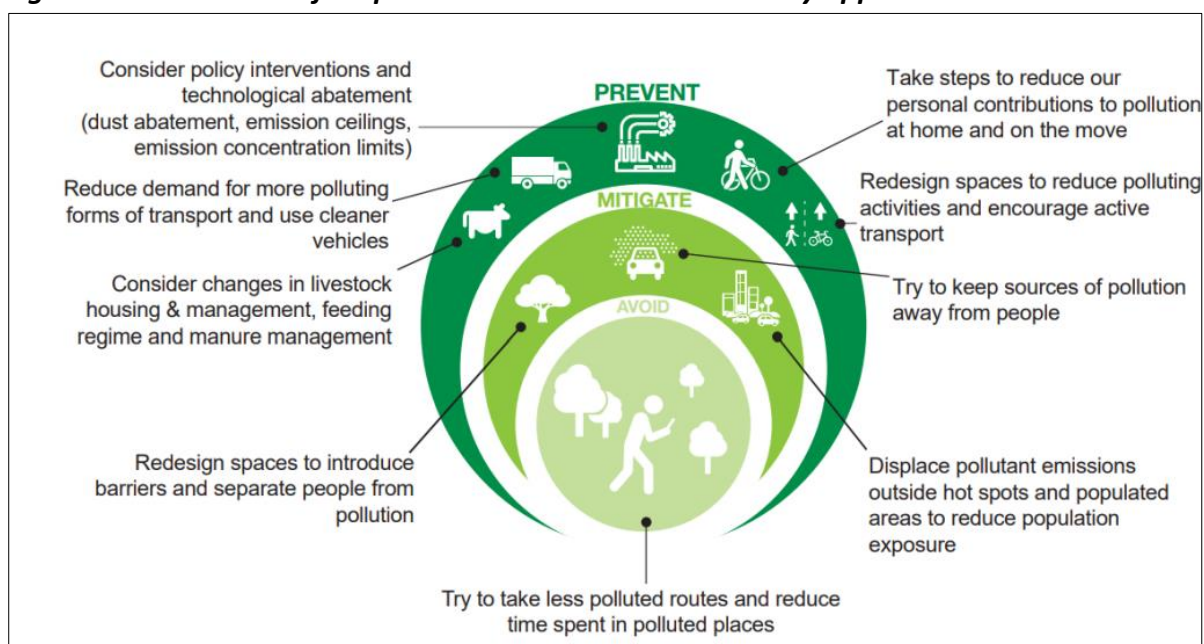 Consider policy interventions and
technological abatement
(dust abatement, emission ceilings,
emission concentration limits)
Reduce demand for more polluting
forms of transport and use cleaner
vehicles
Consider changes in livestock
housing & management, feeding
regime and manure management
Redesign spaces to introduce
barriers and separate people from
pollution
PREVENT
MITIGATE
AVOID
Take steps to reduce our
personal contributions to pollution
at home and on the move
Redesign spaces to reduce polluting
activities and encourage active
transport
Try to keep sources of pollution
away from people
Displace pollutant emissions
outside hot spots and populated
areas to reduce population
exposure
Try to take less polluted routes and reduce
time spent in polluted places